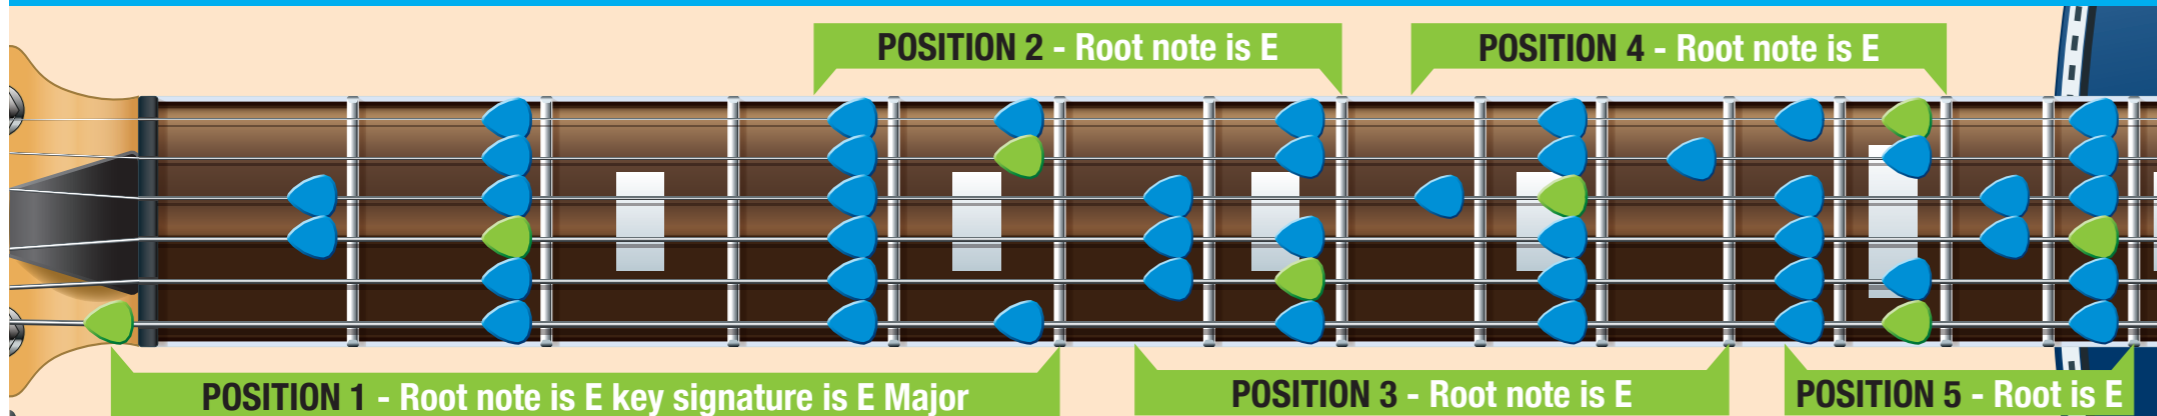 POSITION 2 - Root note is E
POSITION 4 - Root note is E
POSITION 1 - Root note is E key signature is E Major
POSITION 3 - Root note is E
POSITION 5 - Root is E